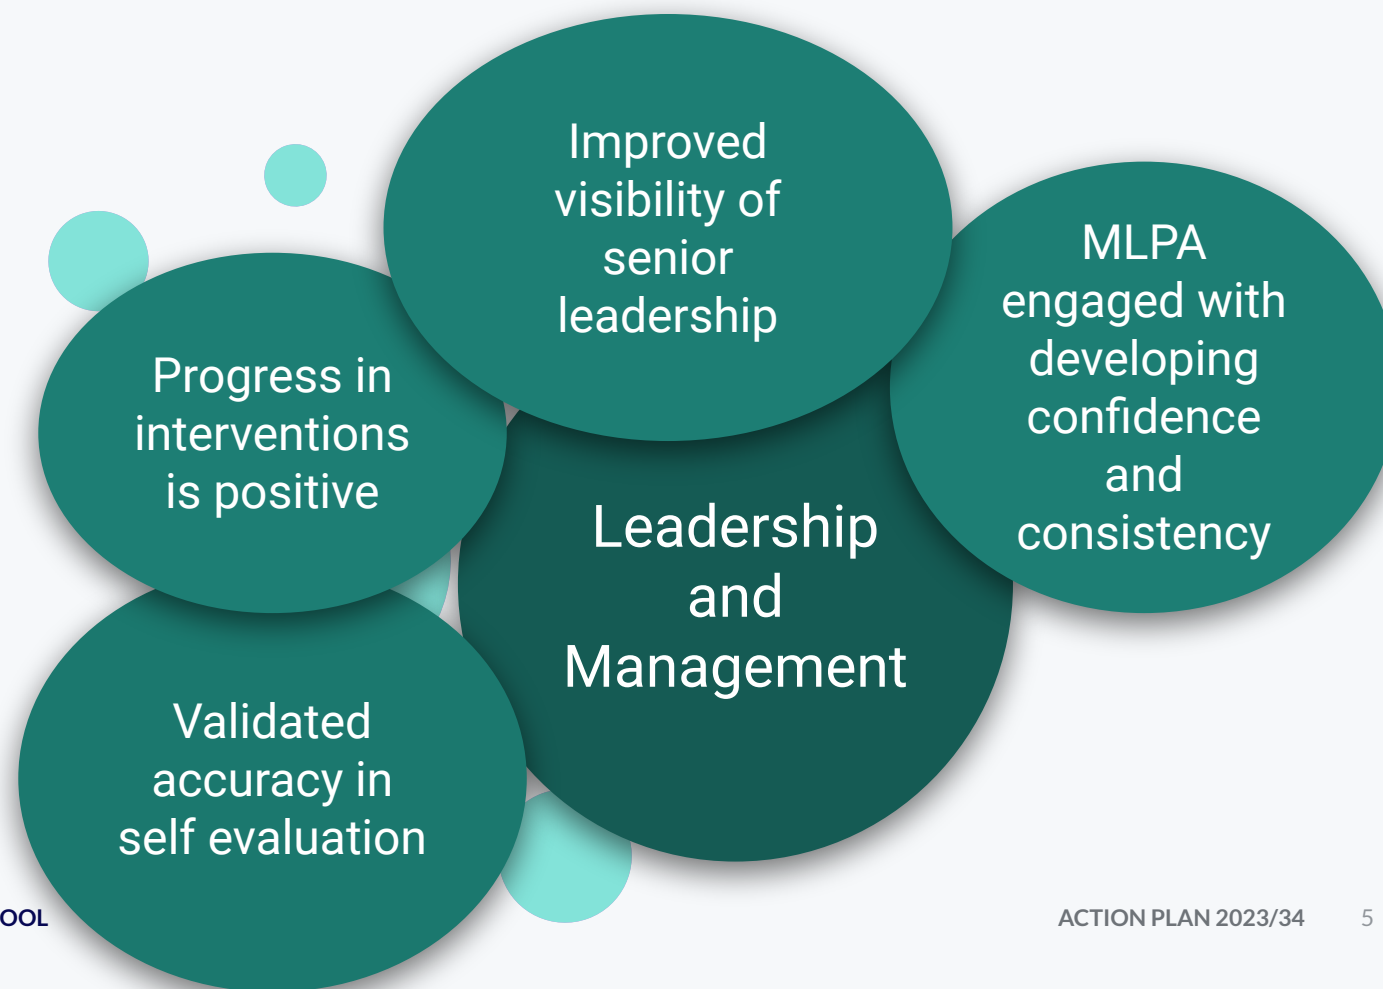 Improved
visibility of
senior
leadership
MLPA
engaged with
developing
confidence
and
consistency
Progress in
interventions
is positive
Leadership
and
Management
Validated
accuracy in
self evaluation
OOL
ACTION PLAN 2023/34
5